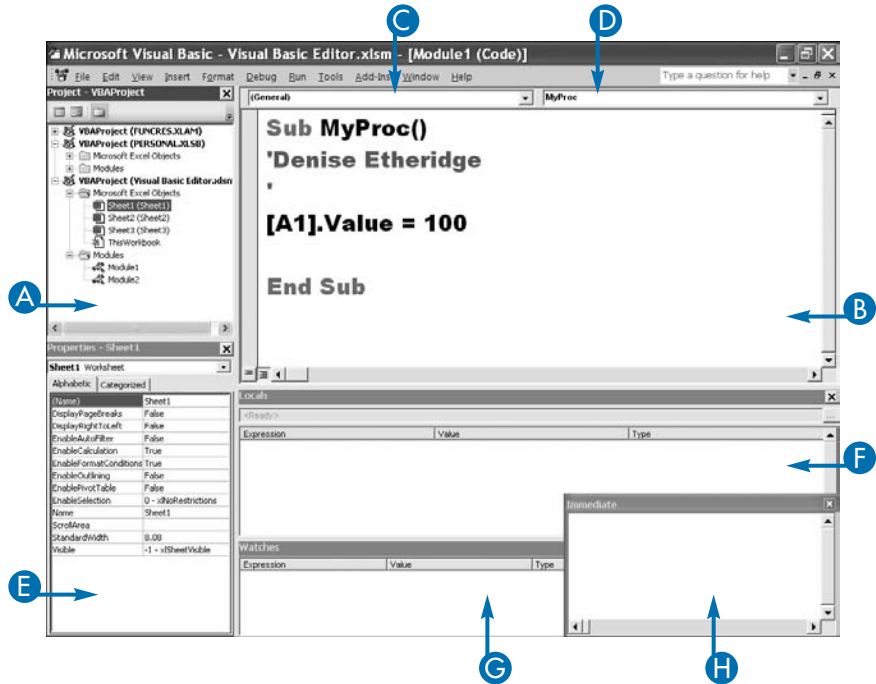 C
D
Microsoft Visual Basic - Visual Basic Editor.xlsm - [Module1 (Code)]
File Edit View Insert Format Debug Run Tools Add-Ins Window Help
Type a question for help
Project - VBAProject
(General)
MyProc
VBAProject (FUNCRES.XLAM)
VBAProject (PERSONAL.XLSB)
Microsoft Excel Objects
Modules
VBAProject (Visual Basic Editor.xlsm
Microsoft Excel Objects
Sheet1 (Sheet1)
Sheet2 (Sheet2)
Sheet3 (Sheet3)
ThisWorkbook
Modules
Module1
Module2
A
Sub MyProc()
'Denise Etheridge
'
[A1].Value = 100
End Sub
B
Properties - Sheet1
Sheet1 Worksheet
Alphabetic Categorized
(Name) Sheet1
DisplayPageBreaks False
DisplayRightToLeft False
EnableAutoFilter False
EnableCalculation True
EnableFormatConditions True
EnableOutlining False
EnablePivotTable False
EnableSelection 0 - xlNoRestrictions
Name Sheet1
ScrollArea
StandardWidth 8.08
Visible -1 - xlSheetVisible
E
Locals
<Ready>
Expression Value Type
F
Watches
Expression Value Type
G
Immediate
H